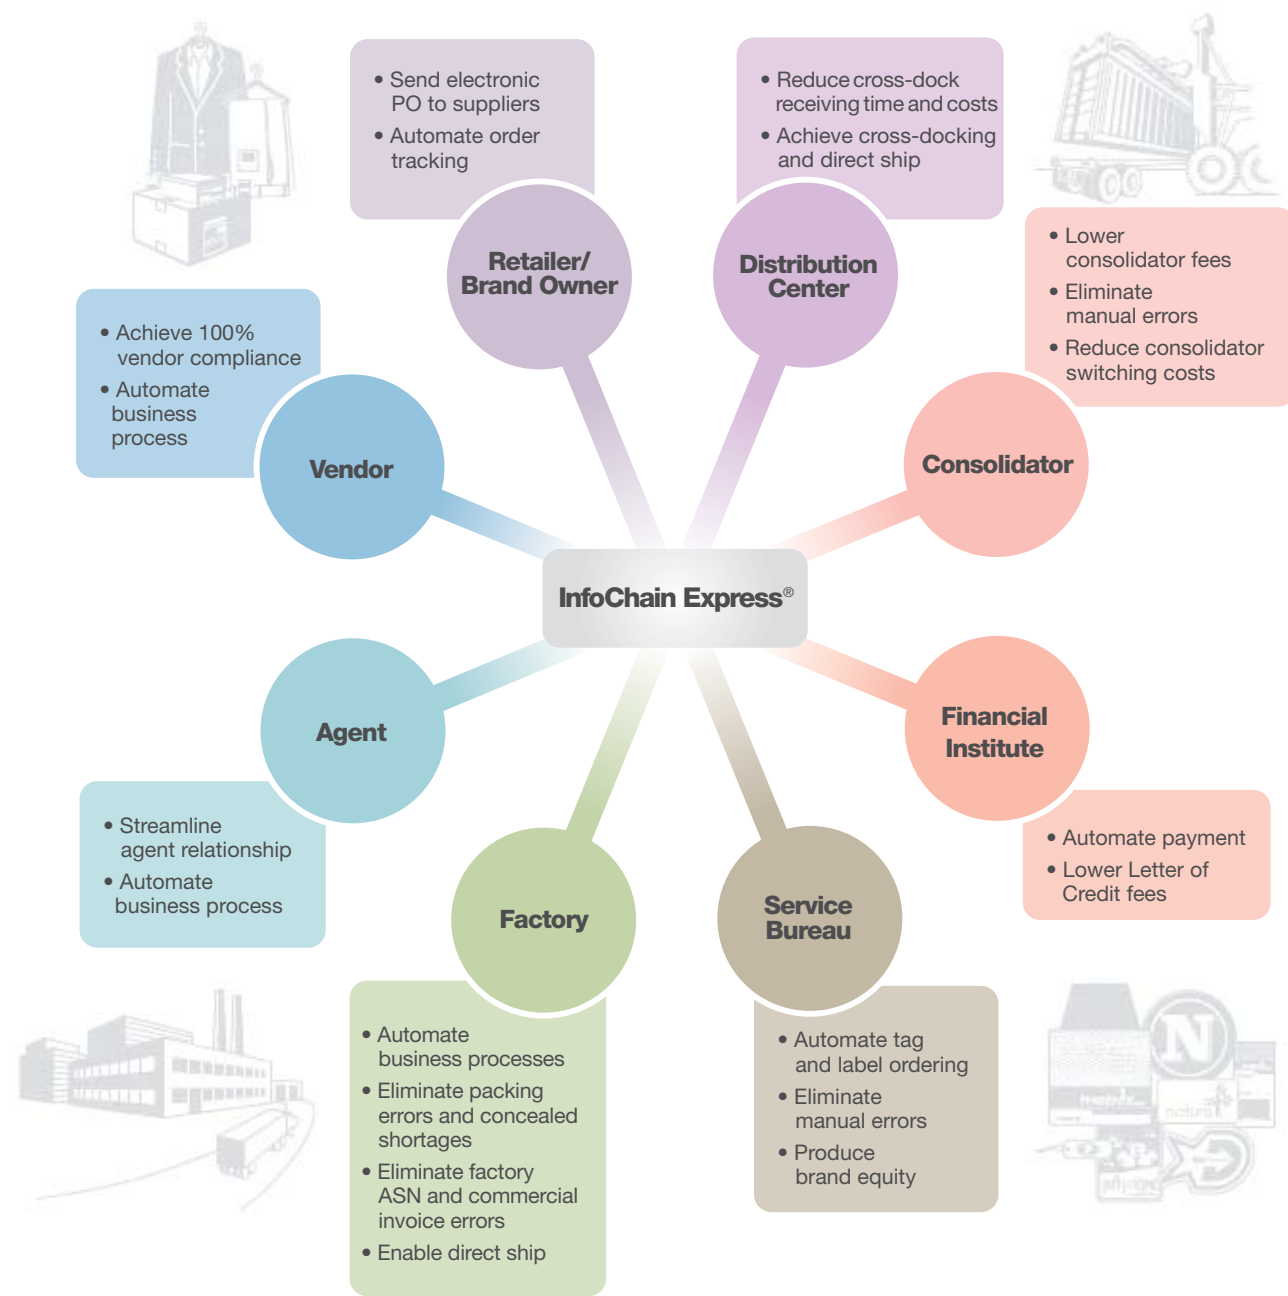 • Send electronic
PO to suppliers
• Automate order
tracking
Retailer/
Brand Owner
• Reduce cross-dock
receiving time and costs
• Achieve cross-docking
and direct ship
Distribution
Center
• Lower
consolidator fees
• Eliminate
manual errors
• Reduce consolidator
switching costs
Consolidator
• Achieve 100%
vendor compliance
• Automate
business
process
Vendor
InfoChain Express®
Agent
• Streamline
agent relationship
• Automate
business process
Financial
Institute
• Automate payment
• Lower Letter of
Credit fees
Factory
• Automate
business processes
• Eliminate packing
errors and concealed
shortages
• Eliminate factory
ASN and commercial
invoice errors
• Enable direct ship
Service
Bureau
• Automate tag
and label ordering
• Eliminate
manual errors
• Produce
brand equity
N